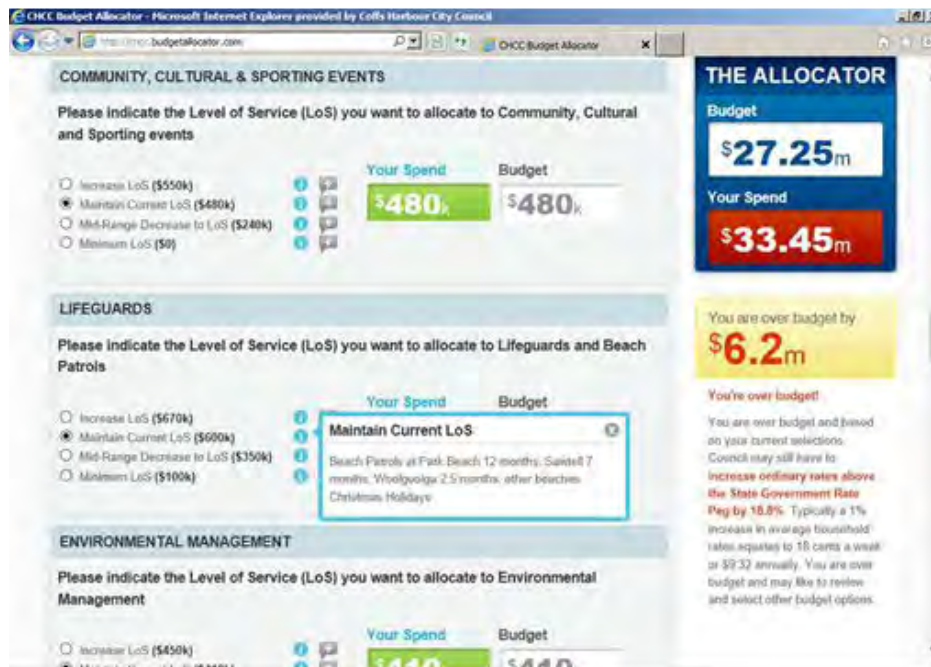 CHCC Budget Allocator - Microsoft Internet Explorer provided by Coffs Harbour City Council
budgetallocator.com
CHCC Budget Allocator
COMMUNITY, CULTURAL & SPORTING EVENTS
Please indicate the Level of Service (LoS) you want to allocate to Community, Cultural
and Sporting events
Your Spend
Budget
Increase LoS ($550k)
Maintain Current LoS ($480k)
Mid-Range Decrease to LoS ($240k)
Minimum LoS ($0)
$480k
$480k
LIFEGUARDS
Please indicate the Level of Service (LoS) you want to allocate to Lifeguards and Beach
Patrols
Your Spend
Budget
Increase LoS ($670k)
Maintain Current LoS ($600k)
Mid-Range Decrease to LoS ($350k)
Minimum LoS ($100k)
Maintain Current LoS
Beach Patrols at Park Beach 12 months, Sawtell 7
months, Woolgoolga 2.5 months, other beaches
Christmas Holidays
ENVIRONMENTAL MANAGEMENT
Please indicate the Level of Service (LoS) you want to allocate to Environmental
Management
Your Spend
Budget
Increase LoS ($450k)
THE ALLOCATOR
Budget
$27.25m
Your Spend
$33.45m
You are over budget by
$6.2m
You're over budget!
You are over budget and based
on your current selections
Council may still have to
increase ordinary rates above
the State Government Rate
Peg by 18.8%. Typically a 1%
increase in average household
rates equates to 18 cents a week
or $9.32 annually. You are over
budget and may like to review
and select other budget options.